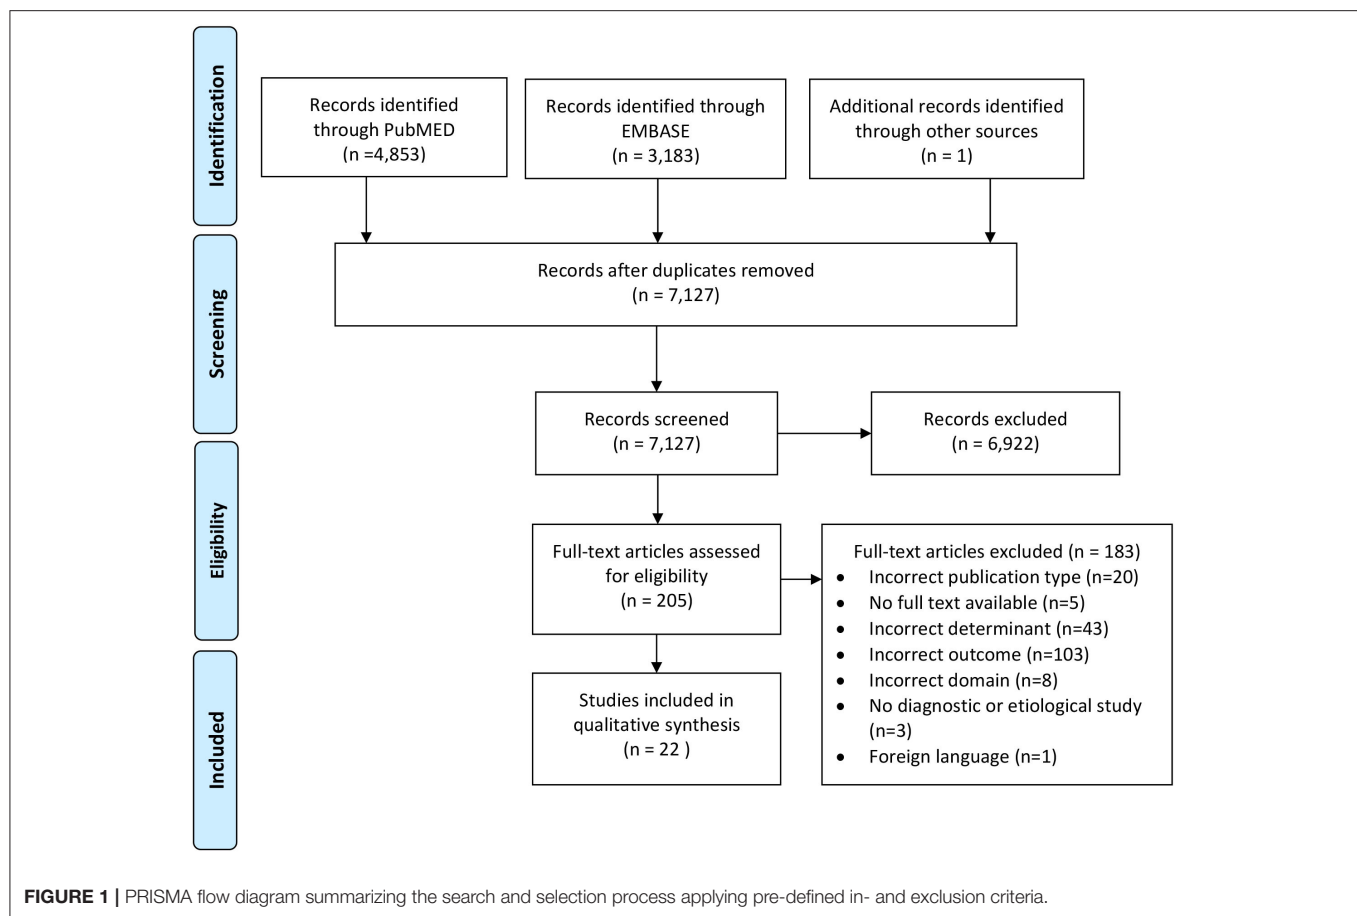 Identification
Records identified
through PubMED
(n =4,853)
Records identified through
EMBASE
(n = 3,183)
Additional records identified
through other sources
(n = 1)
Screening
Records after duplicates removed
(n = 7,127)
Records screened
(n = 7,127)
Records excluded
(n = 6,922)
Eligibility
Full-text articles assessed
for eligibility
(n = 205)
Full-text articles excluded (n = 183)
• Incorrect publication type (n=20)
• No full text available (n=5)
• Incorrect determinant (n=43)
• Incorrect outcome (n=103)
• Incorrect domain (n=8)
• No diagnostic or etiological study
(n=3)
• Foreign language (n=1)
Included
Studies included in
qualitative synthesis
(n = 22 )
FIGURE 1 | PRISMA flow diagram summarizing the search and selection process applying pre-defined in- and exclusion criteria.